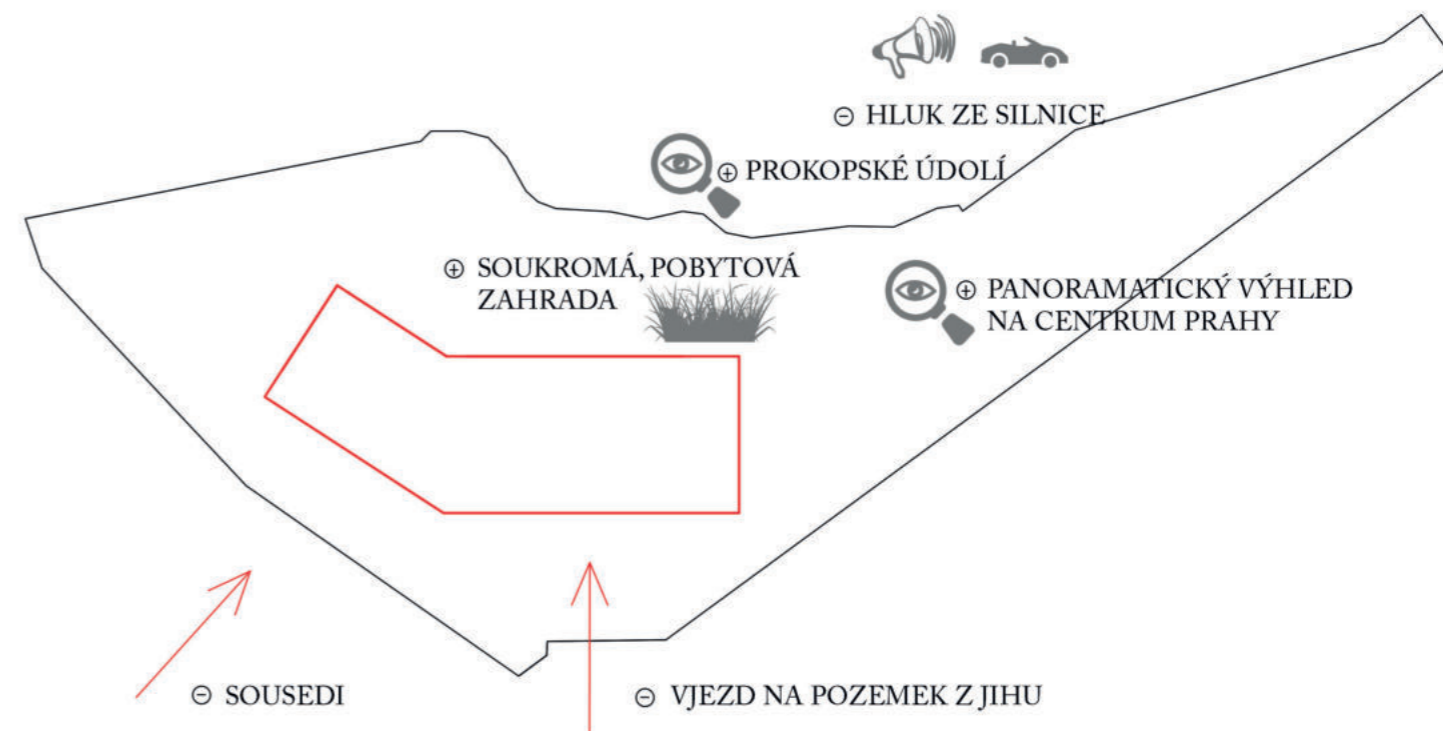 ⊖ HLUK ZE SILNICE
⊕ PROKOPSKÉ ÚDOLÍ
⊕ SOUKROMÁ, POBYTOVÁ
ZAHRADA
⊕ PANORAMATICKÝ VÝHLED
NA CENTRUM PRAHY
⊖ SOUSEDI
⊖ VJEZD NA POZEMEK Z JIHU